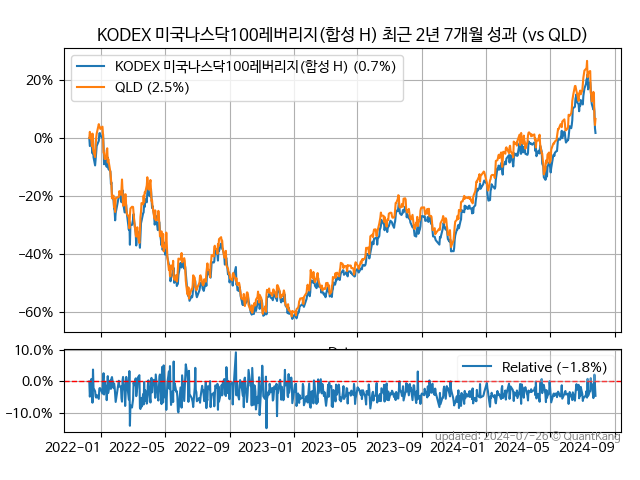 KODEX 미국나스닥100레버리지(합성 H) 최근 2년 7개월 성과 (vs QLD)
KODEX 미국나스닥100레버리지(합성 H) (0.7%)
QLD (2.5%)
20%
0%
−20%
−40%
−60%
10.0%
0.0%
−10.0%
Relative (−1.8%)
2022−01 2022−05 2022−09 2023−01 2023−05 2023−09 2024−01 2024−05 2024−09
updated: 2024-07-26 © QuantKang